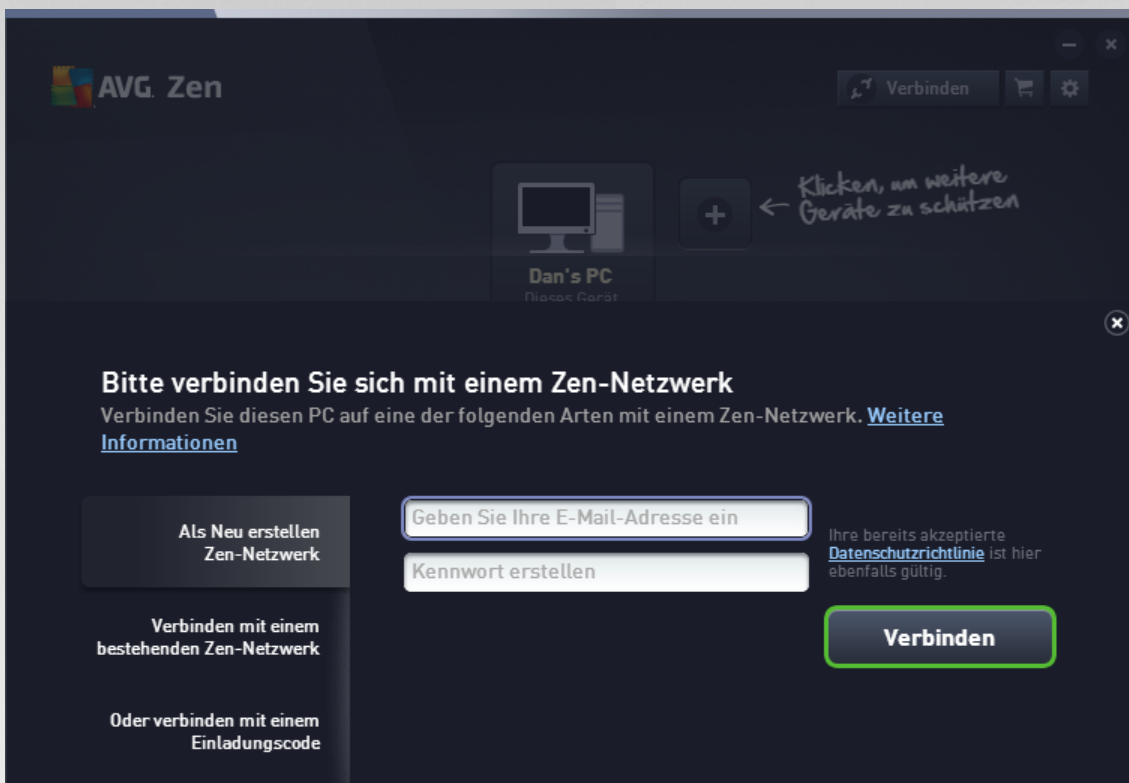 AVG. Zen
Verbinden
Klicken, um weitere
Geräte zu schützen
Dan's PC
Dieses Gerät
Bitte verbinden Sie sich mit einem Zen-Netzwerk
Verbinden Sie diesen PC auf eine der folgenden Arten mit einem Zen-Netzwerk. Weitere
Informationen
Als Neu erstellen
Zen-Netzwerk
Geben Sie Ihre E-Mail-Adresse ein
Kennwort erstellen
Ihre bereits akzeptierte
Datenschutzrichtlinie ist hier
ebenfalls gültig.
Verbinden mit einem
bestehenden Zen-Netzwerk
Verbinden
Oder verbinden mit einem
Einladungscode